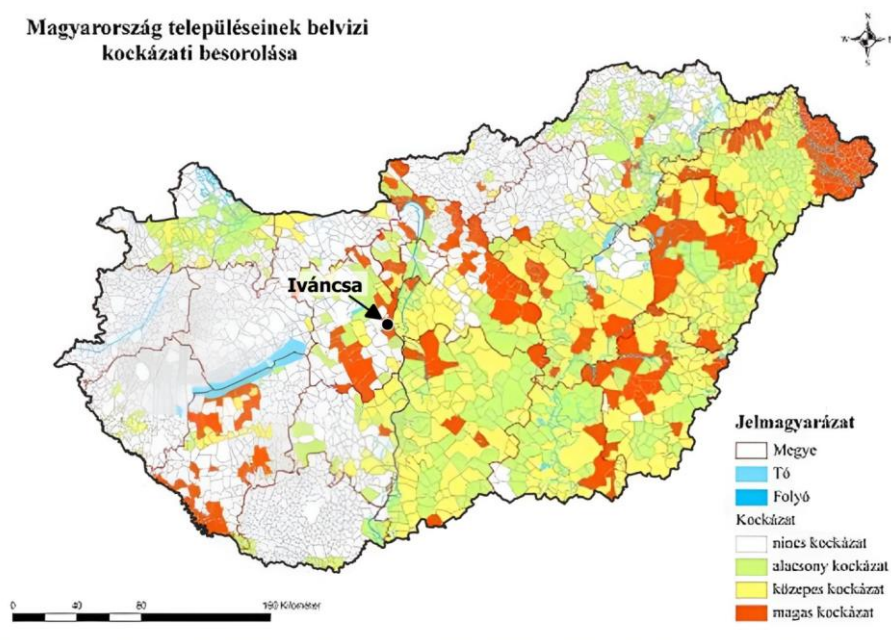 Magyarország településeinek belvizi
kockázati besorolása
N
W E
S
Iváncsa
Jelmagyarázat
Megye
Tó
Folyó
Kockázat
nincs kockázat
alacsony kockázat
közepes kockázat
magas kockázat
0 40 80 160 Kilométer